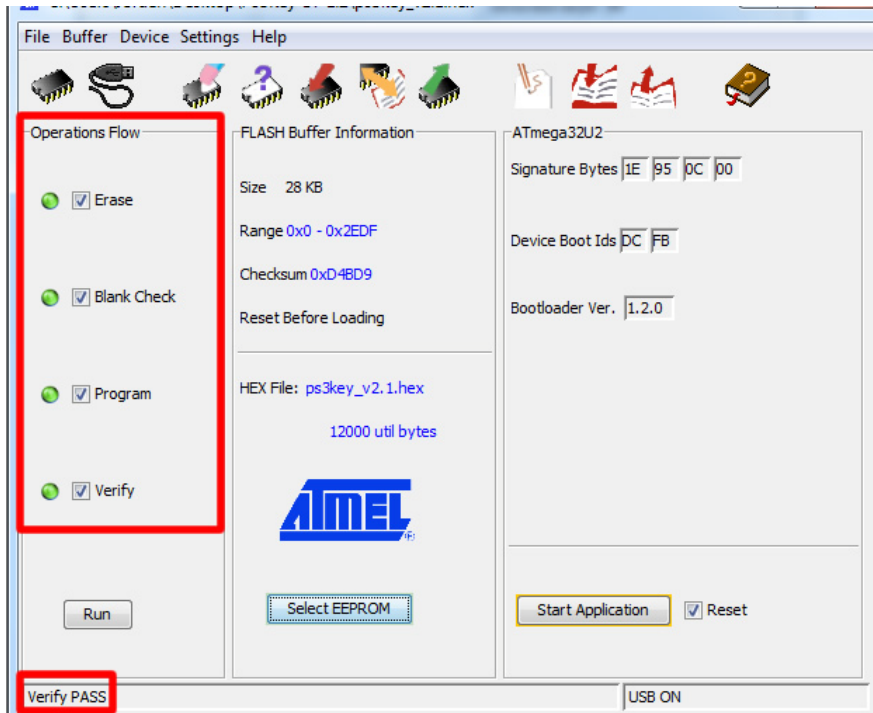 File Buffer Device Settings Help
Operations Flow
Erase
Blank Check
Program
Verify
Run
FLASH Buffer Information
Size 28 KB
Range 0x0 - 0x2EDF
Checksum 0xD4BD9
Reset Before Loading
HEX File: ps3key_v2.1.hex
12000 util bytes
ATMEL
Select EEPROM
ATmega32U2
Signature Bytes 1E 95 0C 00
Device Boot Ids DC FB
Bootloader Ver. 1.2.0
Start Application Reset
Verify PASS
USB ON